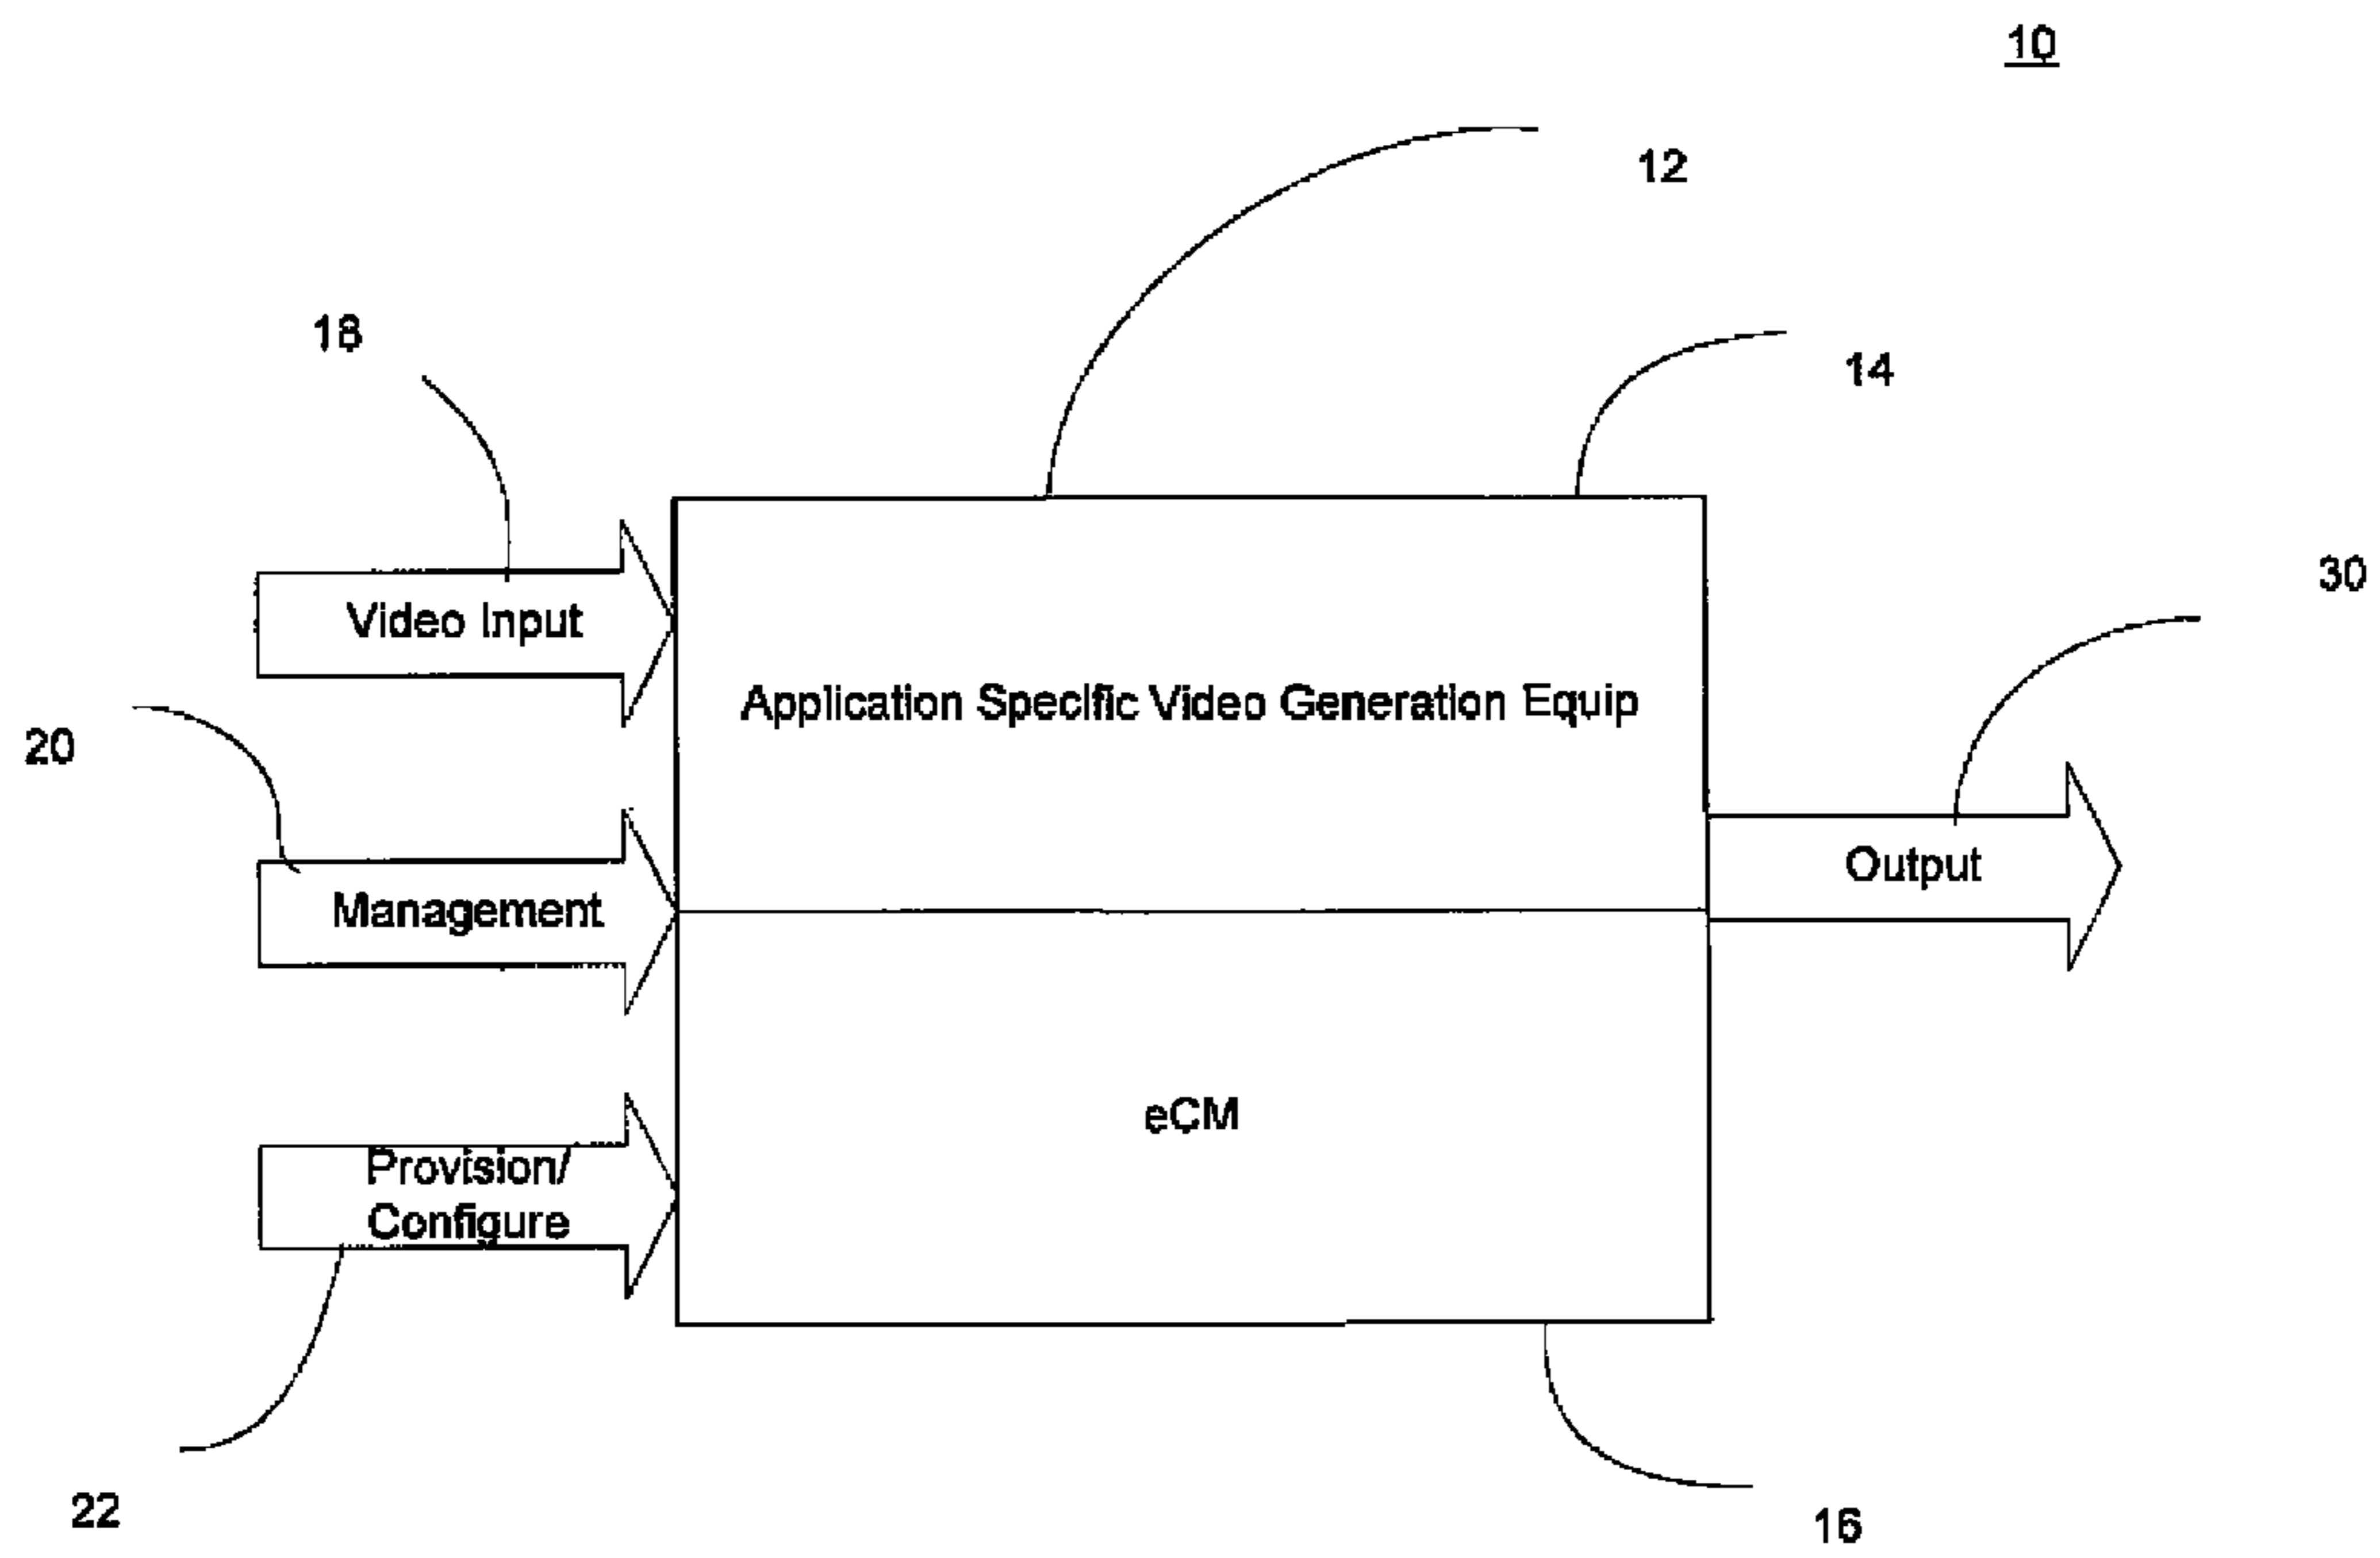 10
12
18
14
30
Video Input
Application Specific Video Generation Equip
20
Output
Management
eCM
Provision/
Configure
22
16